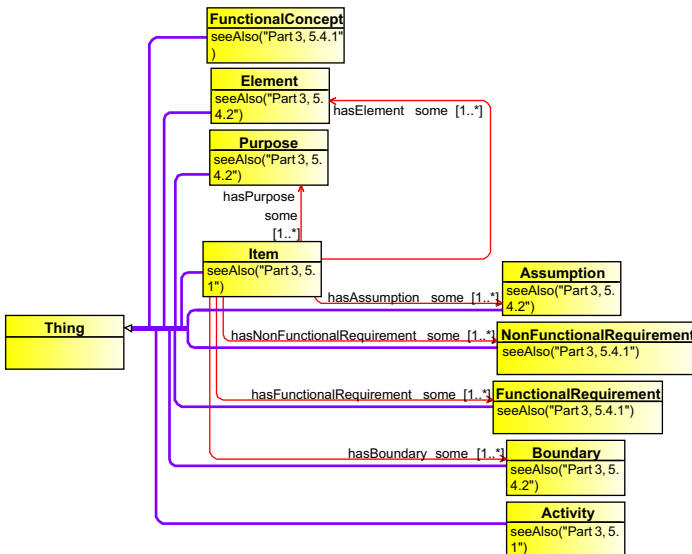 FunctionalConcept
seeAlso("Part 3, 5.4.1"
)
Element
seeAlso("Part 3, 5.
4.2")
hasElement some [1..*]
Purpose
seeAlso("Part 3, 5.
4.2")
hasPurpose
some
[1..*]
Item
seeAlso("Part 3, 5.
1")
Assumption
seeAlso("Part 3, 5.
4.2")
hasAssumption some [1..*]
Thing
hasNonFunctionalRequirement some [1..*]
NonFunctionalRequirement
seeAlso("Part 3, 5.4.1")
hasFunctionalRequirement some [1..*]
FunctionalRequirement
seeAlso("Part 3, 5.4.1")
hasBoundary some [1..*]
Boundary
seeAlso("Part 3, 5.
4.2")
Activity
seeAlso("Part 3, 5.
1")